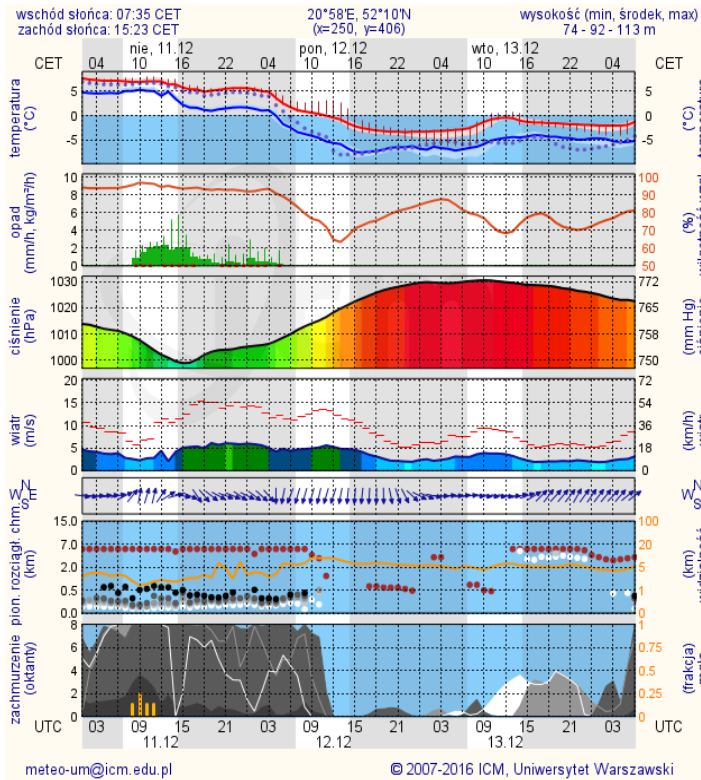 wschód słońca: 07:35 CET
zachód słońca: 15:23 CET
20°58'E, 52°10'N
(x=250, y=406)
wysokość (min, środek, max)
74 - 92 - 113 m
nie, 11.12
pon, 12.12
wto, 13.12
CET 04 10 16 22 04 10 16 22 04 10 16 22 04 CET
temperatura
(°C)
5
0
-5
5
0
-5
(°C)
opad
(mm/h, kg/m²/h)
10
8
6
4
2
0
100
90
80
70
60
50
(%)
ciśnienie
(hPa)
1030
1020
1010
1000
772
765
758
750
(mm Hg)
wiatr
(m/s)
20
15
10
5
0
72
54
36
18
0
(km/h)
N
W E
S
N
W
S
pion. rozciągł. chm.
(km)
15.0
7.0
2.0
0.5
0.0
100
20
5
1
0
(km)
zachmurzenie
(oktanty)
8
6
4
2
0
1
0.75
0.5
0.25
0
(frakcja)
UTC 03 09 15 21 03 09 15 21 03 09 15 21 03 UTC
11.12
12.12
13.12
meteo-um@icm.edu.pl
© 2007-2016 ICM, Uniwersytet Warszawski